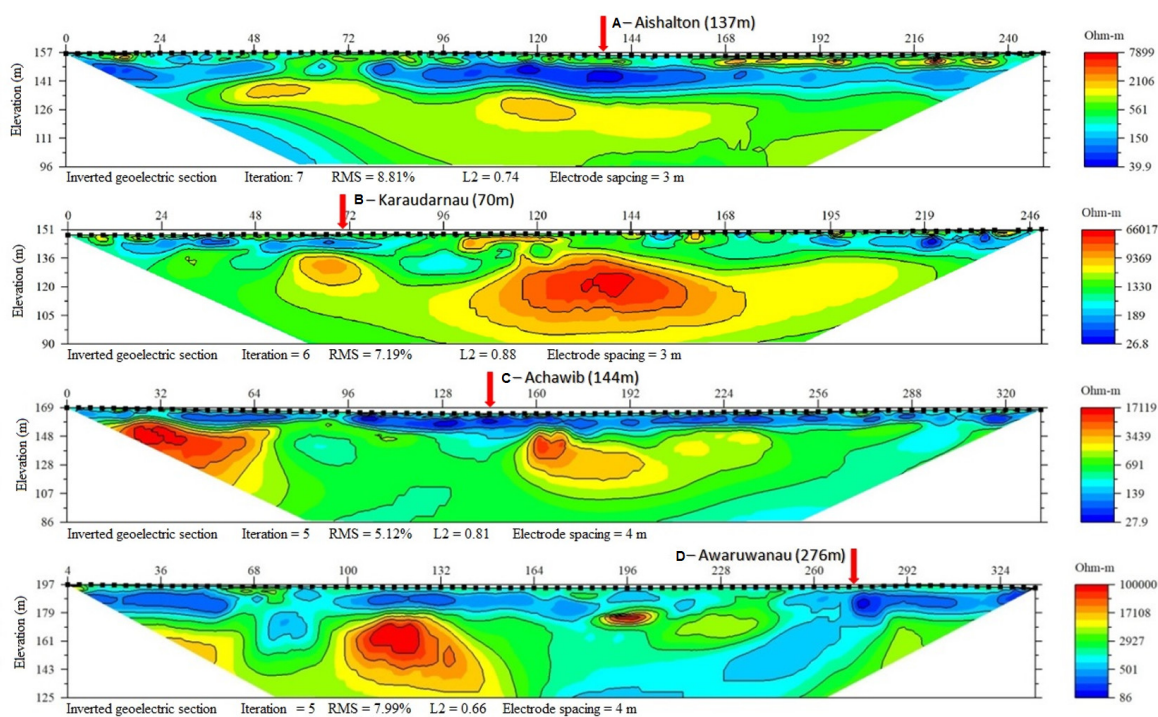 A – Aishalton (137m)
0 24 48 72 96 120 144 168 192 216 240
Ohm-m
Elevation (m)
157
141
126
111
96
7899
2106
561
150
39.9
Inverted geoelectric section Iteration: 7 RMS = 8.81% L2 = 0.74 Electrode sapcing = 3 m
B – Karaudarnau (70m)
0 24 48 72 96 120 144 168 195 219 246
Ohm-m
Elevation (m)
151
136
120
105
90
66017
9369
1330
189
26.8
Inverted geoelectric section Iteration = 6 RMS = 7.19% L2 = 0.88 Electrode spacing = 3 m
C – Achawib (144m)
0 32 64 96 128 160 192 224 256 288 320
Ohm-m
Elevation (m)
169
148
128
107
86
17119
3439
691
139
27.9
Inverted geoelectric section Iteration = 5 RMS = 5.12% L2 = 0.81 Electrode spacing = 4 m
D – Awaruwanau (276m)
4 36 68 100 132 164 196 228 260 292 324
Ohm-m
Elevation (m)
197
179
161
143
125
100000
17108
2927
501
86
Inverted geoelectric section Iteration = 5 RMS = 7.99% L2 = 0.66 Electrode spacing = 4 m